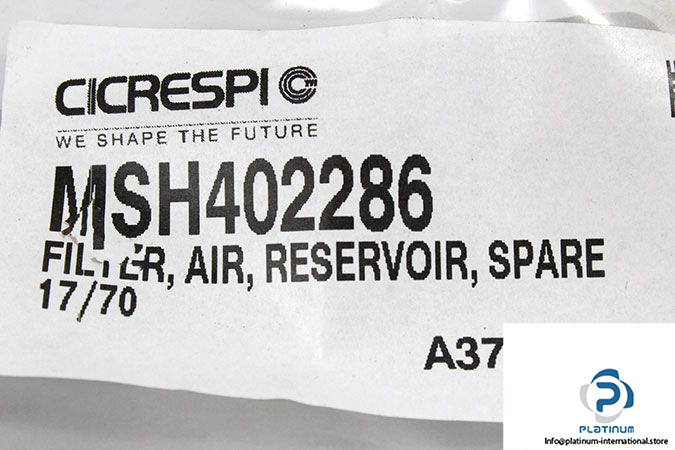 CICRESPI
WE SHAPE THE FUTURE
MSH402286
FILTER, AIR, RESERVOIR, SPARE
17/70
A37
PLATINUM
Info@platinum-international.store